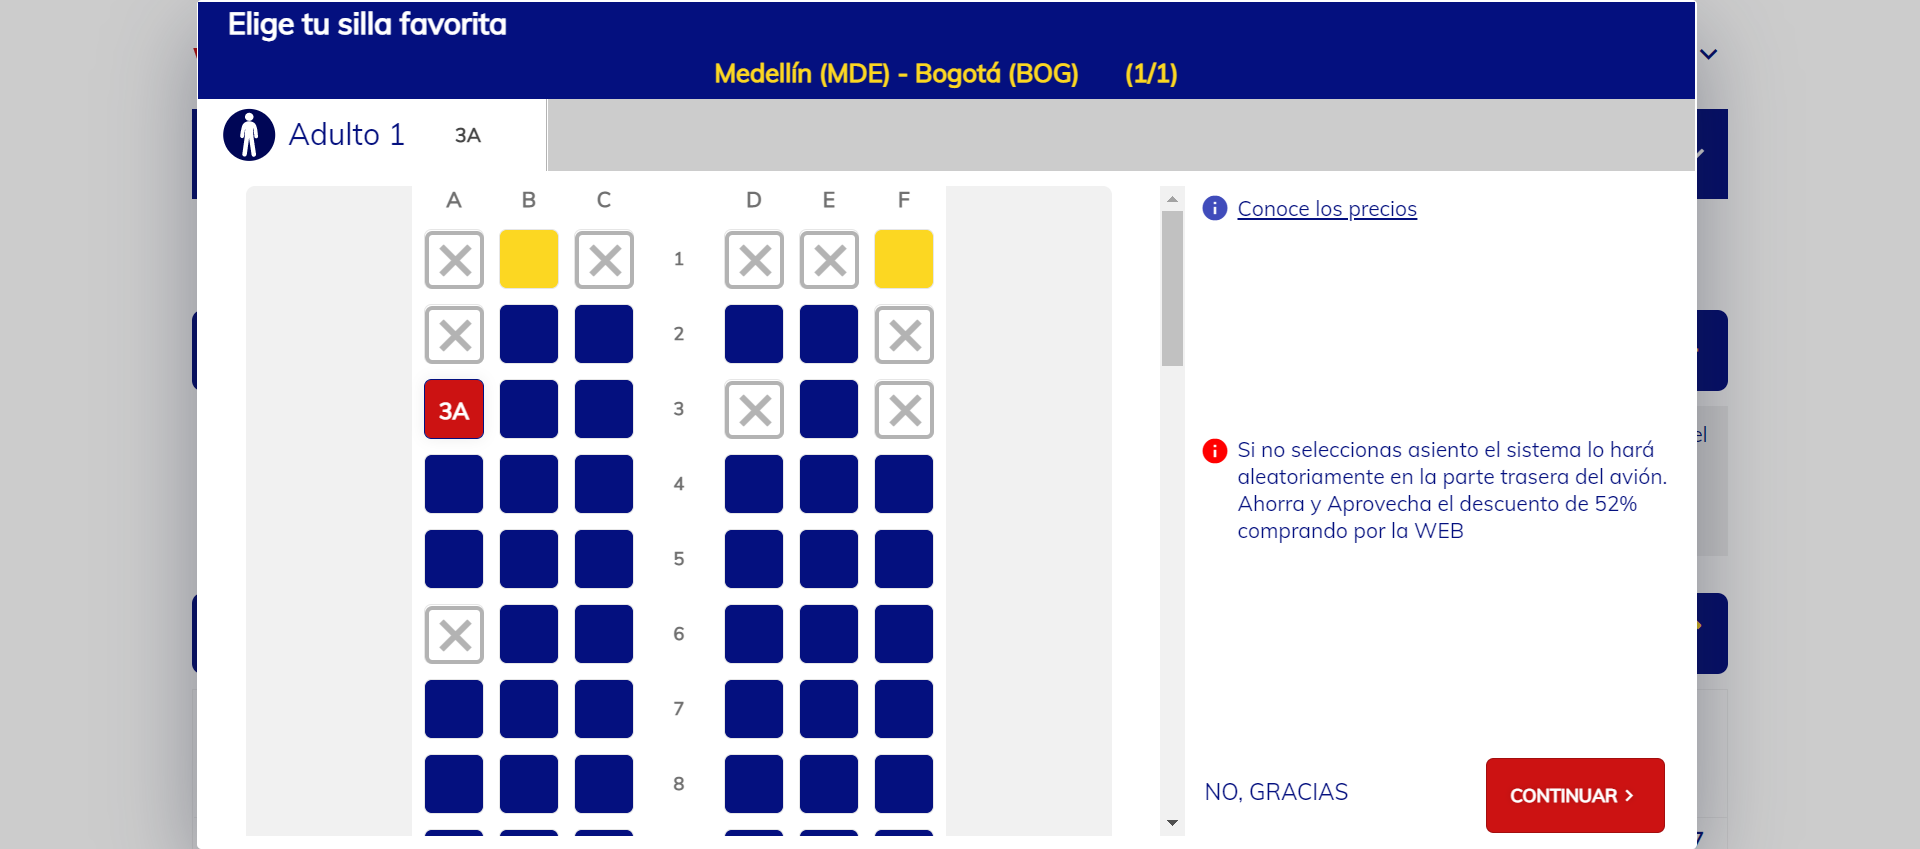 Elige tu silla favorita
Medellín (MDE) - Bogotá (BOG) (1/1)
Adulto 1 3A
A B C D E F
1
2
3A 3
4
5
6
7
8
Conoce los precios
Si no seleccionas asiento el sistema lo hará
aleatoriamente en la parte trasera del avión.
Ahorra y Aprovecha el descuento de 52%
comprando por la WEB
NO, GRACIAS
CONTINUAR